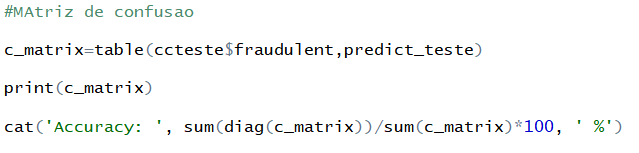 #MAtriz de confusao
c_matrix=table(ccteste$fraudulent,predict_teste)
print(c_matrix)
cat('Accuracy: ', sum(diag(c_matrix))/sum(c_matrix)*100, ' %')